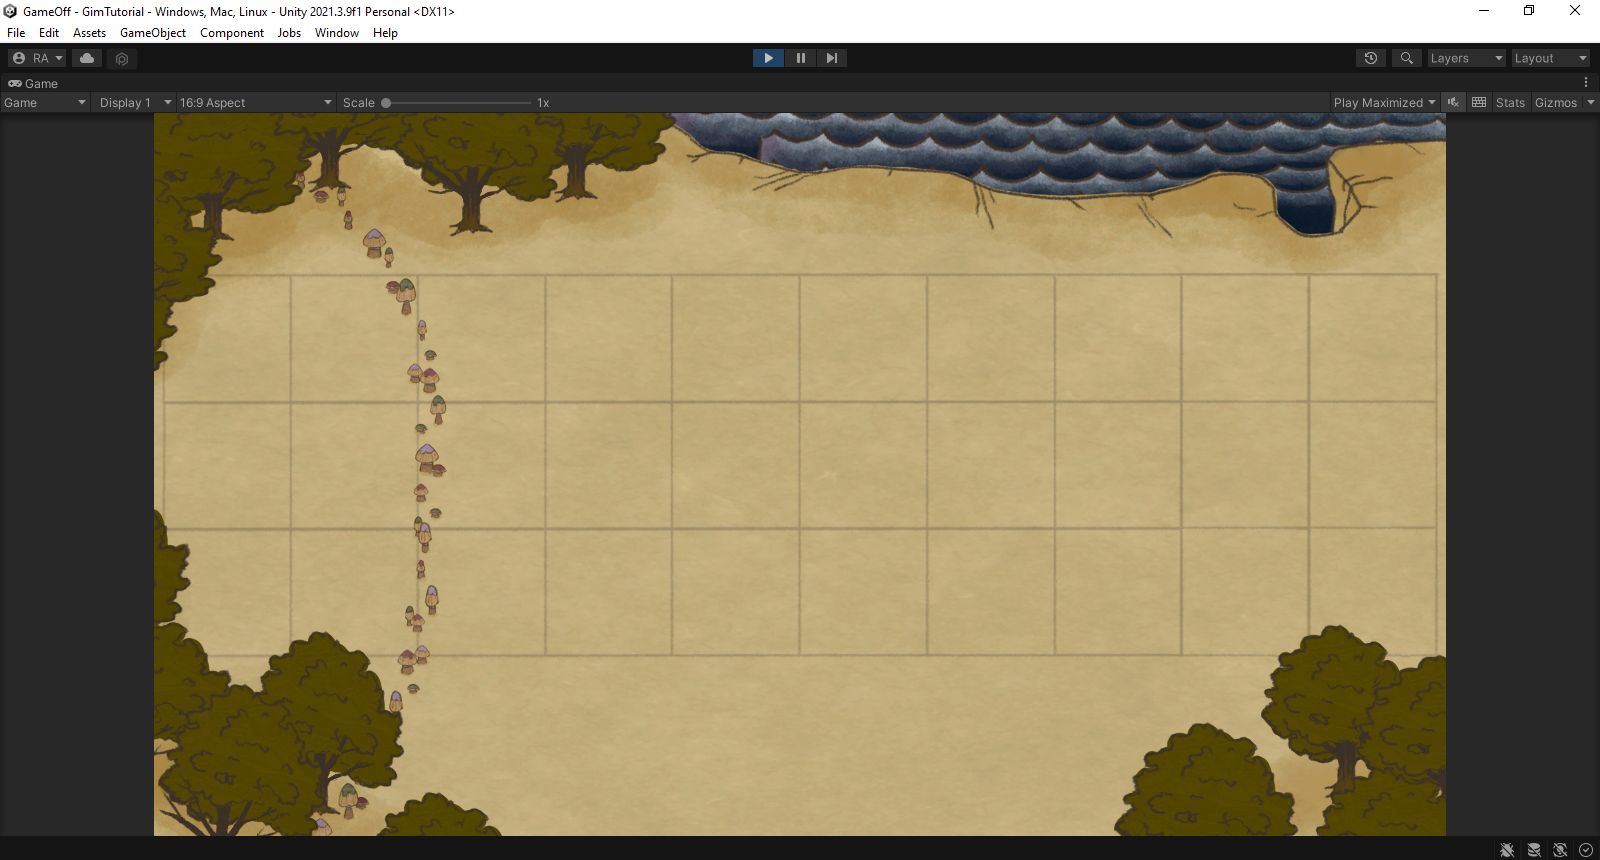 GameOff - GimTutorial - Windows, Mac, Linux - Unity 2021.3.9f1 Personal <DX11>
File Edit Assets GameObject Component Jobs Window Help
RA Layers Layout
Game
Game Display 1 16:9 Aspect Scale 1x Play Maximized Stats Gizmos